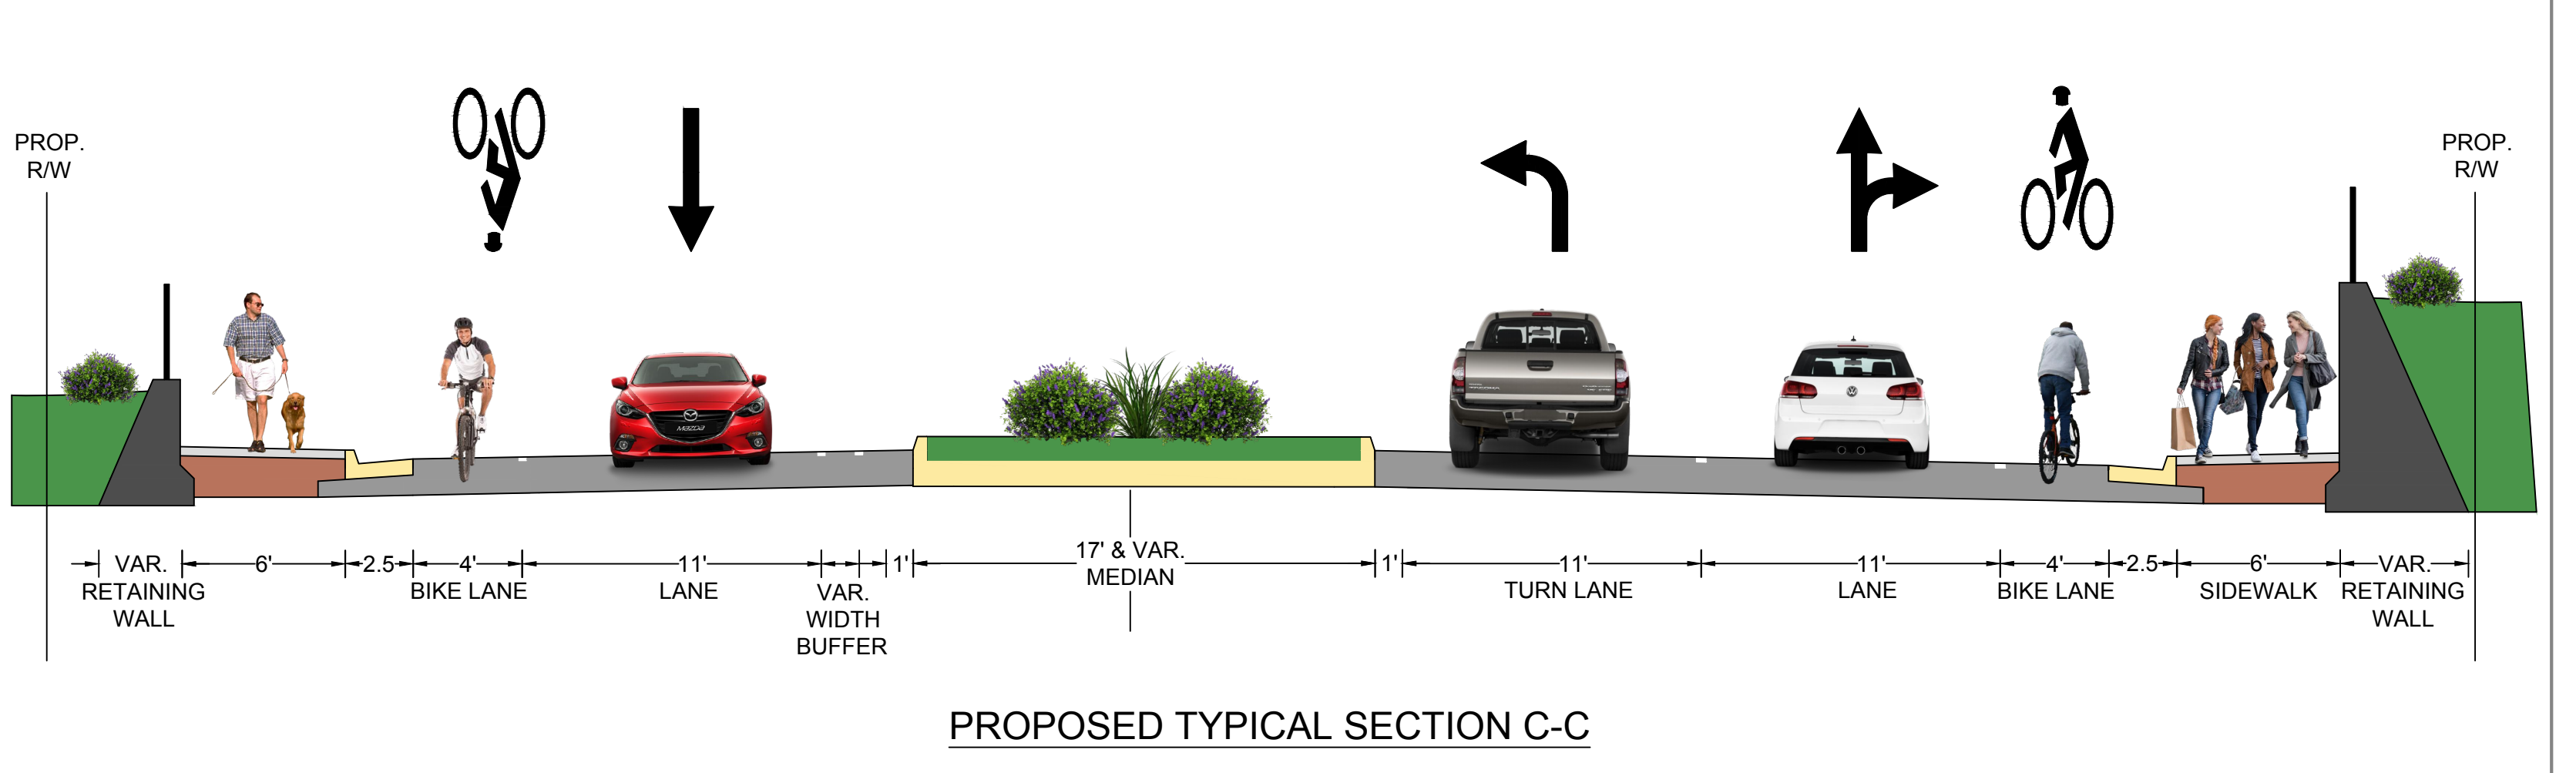 PROP.
R/W
PROP.
R/W
MAZDA
VAR.
RETAINING
WALL
6'
2.5
4'
BIKE LANE
11'
LANE
VAR.
WIDTH
BUFFER
1'
17' & VAR.
MEDIAN
1'
11'
TURN LANE
11'
LANE
4'
BIKE LANE
2.5
6'
SIDEWALK
VAR.
RETAINING
WALL
PROPOSED TYPICAL SECTION C-C